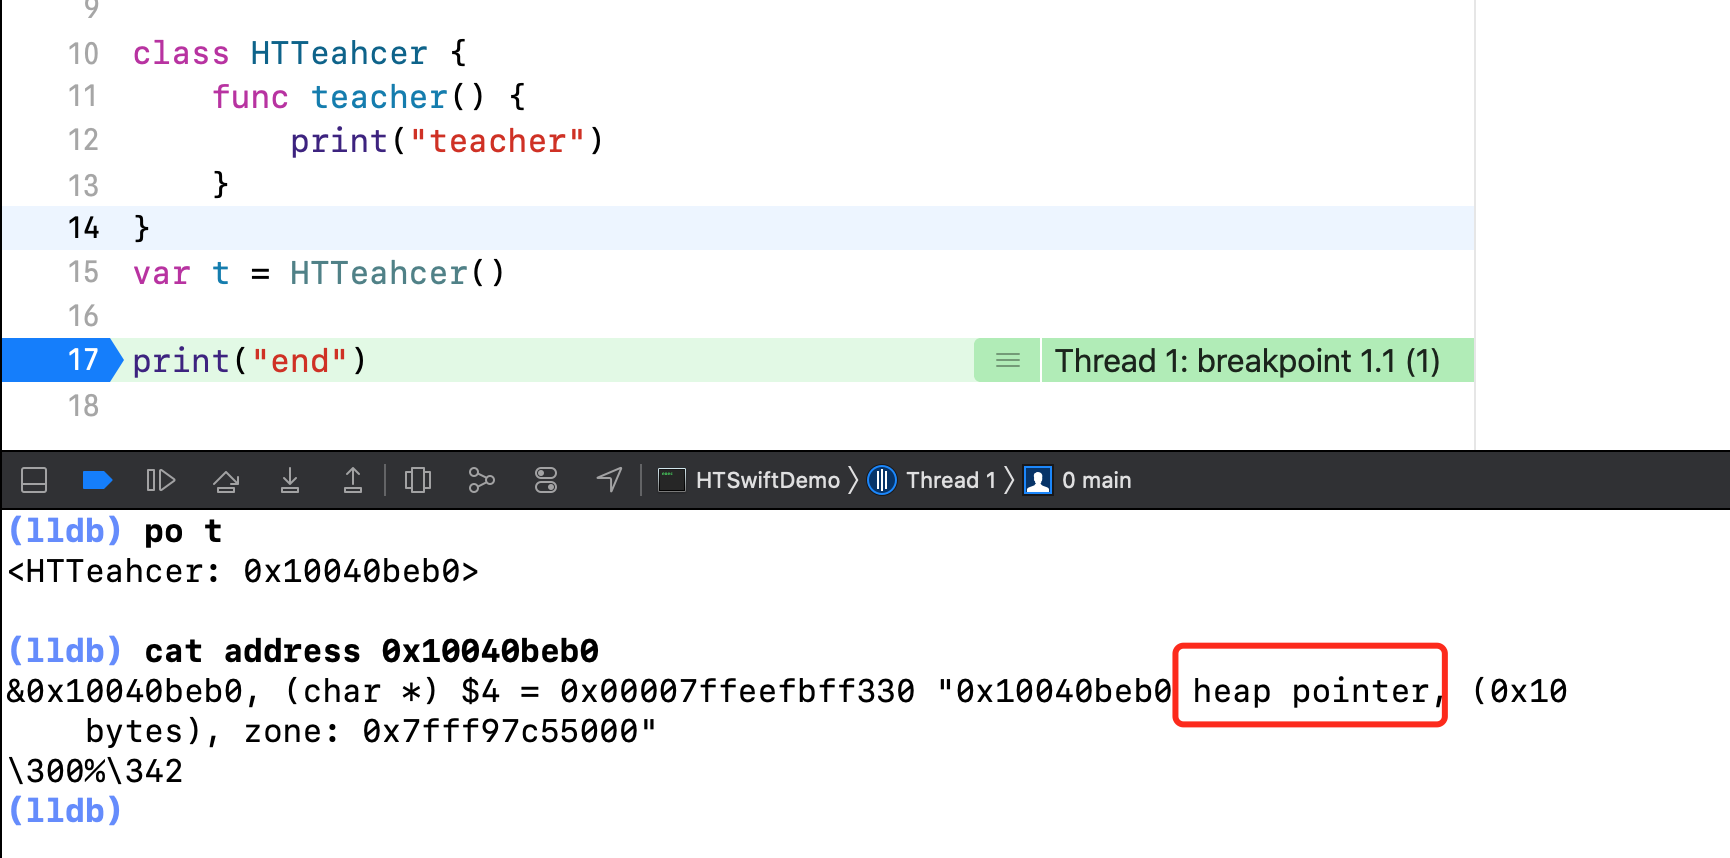 9
10 class HTTeahcer {
11 func teacher() {
12 print("teacher")
13 }
14 }
15 var t = HTTeahcer()
16
17 print("end") Thread 1: breakpoint 1.1 (1)
18
HTSwiftDemo 〉 Thread 1 〉 0 main
(lldb) po t
<HTTeahcer: 0x10040beb0>
(lldb) cat address 0x10040beb0
&0x10040beb0, (char *) $4 = 0x00007ffeefbff330 "0x10040beb0 heap pointer, (0x10
bytes), zone: 0x7fff97c55000"
\300%\342
(lldb)